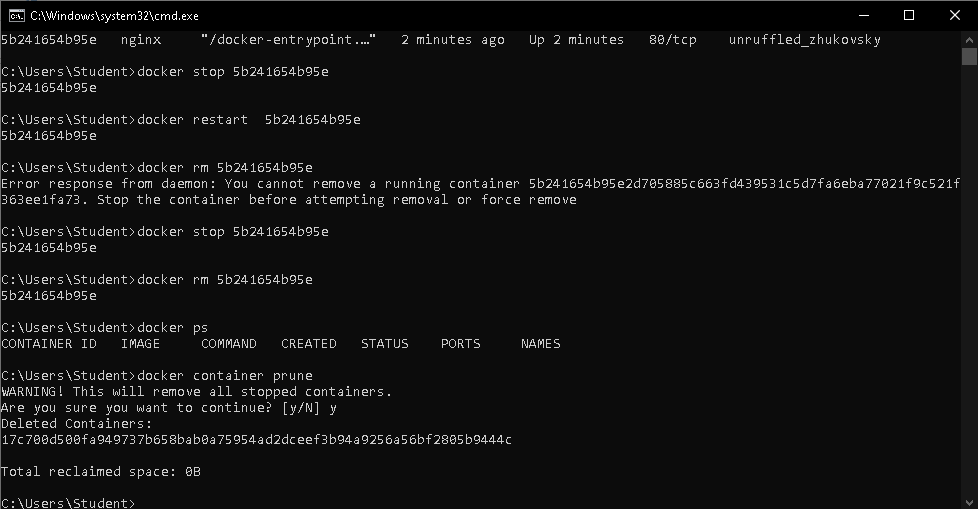 C:\Windows\system32\cmd.exe
5b241654b95e   nginx     "/docker-entrypoint.…"   2 minutes ago   Up 2 minutes   80/tcp    unruffled_zhukovsky
C:\Users\Student>docker stop 5b241654b95e
5b241654b95e
C:\Users\Student>docker restart  5b241654b95e
5b241654b95e
C:\Users\Student>docker rm 5b241654b95e
Error response from daemon: You cannot remove a running container 5b241654b95e2d705885c663fd439531c5d7fa6eba77021f9c521f
363ee1fa73. Stop the container before attempting removal or force remove
C:\Users\Student>docker stop 5b241654b95e
5b241654b95e
C:\Users\Student>docker rm 5b241654b95e
5b241654b95e
C:\Users\Student>docker ps
CONTAINER ID   IMAGE     COMMAND   CREATED   STATUS    PORTS     NAMES
C:\Users\Student>docker container prune
WARNING! This will remove all stopped containers.
Are you sure you want to continue? [y/N] y
Deleted Containers:
17c700d500fa949737b658bab0a75954ad2dceef3b94a9256a56bf2805b9444c
Total reclaimed space: 0B
C:\Users\Student>